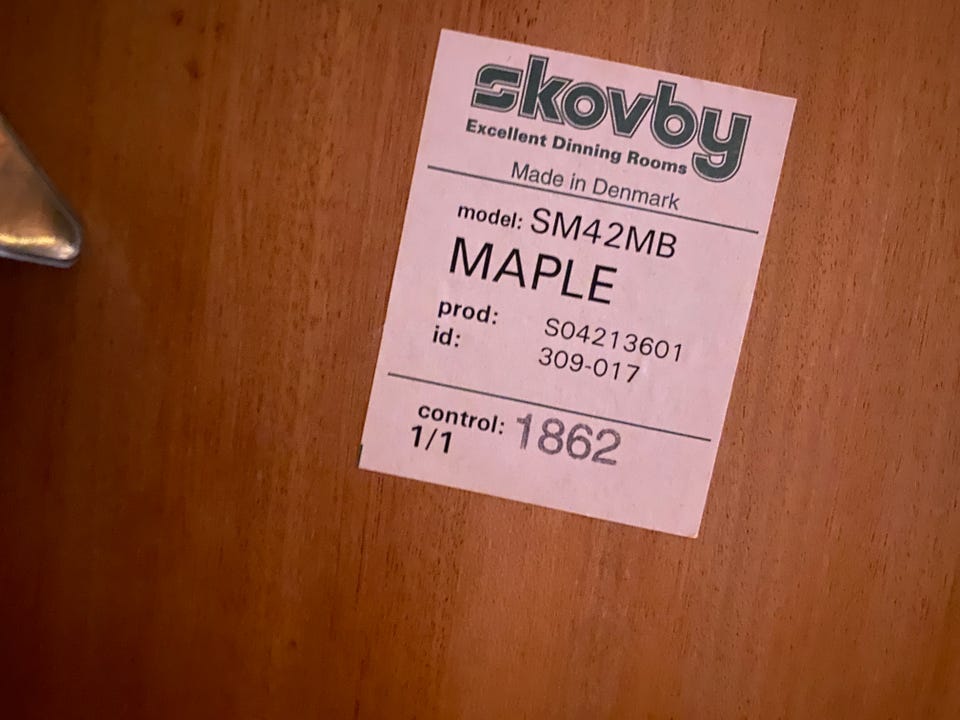 skovby
Excellent Dinning Rooms
Made in Denmark
model: SM42MB
MAPLE
prod: S04213601
id: 309-017
control: 1862
1/1